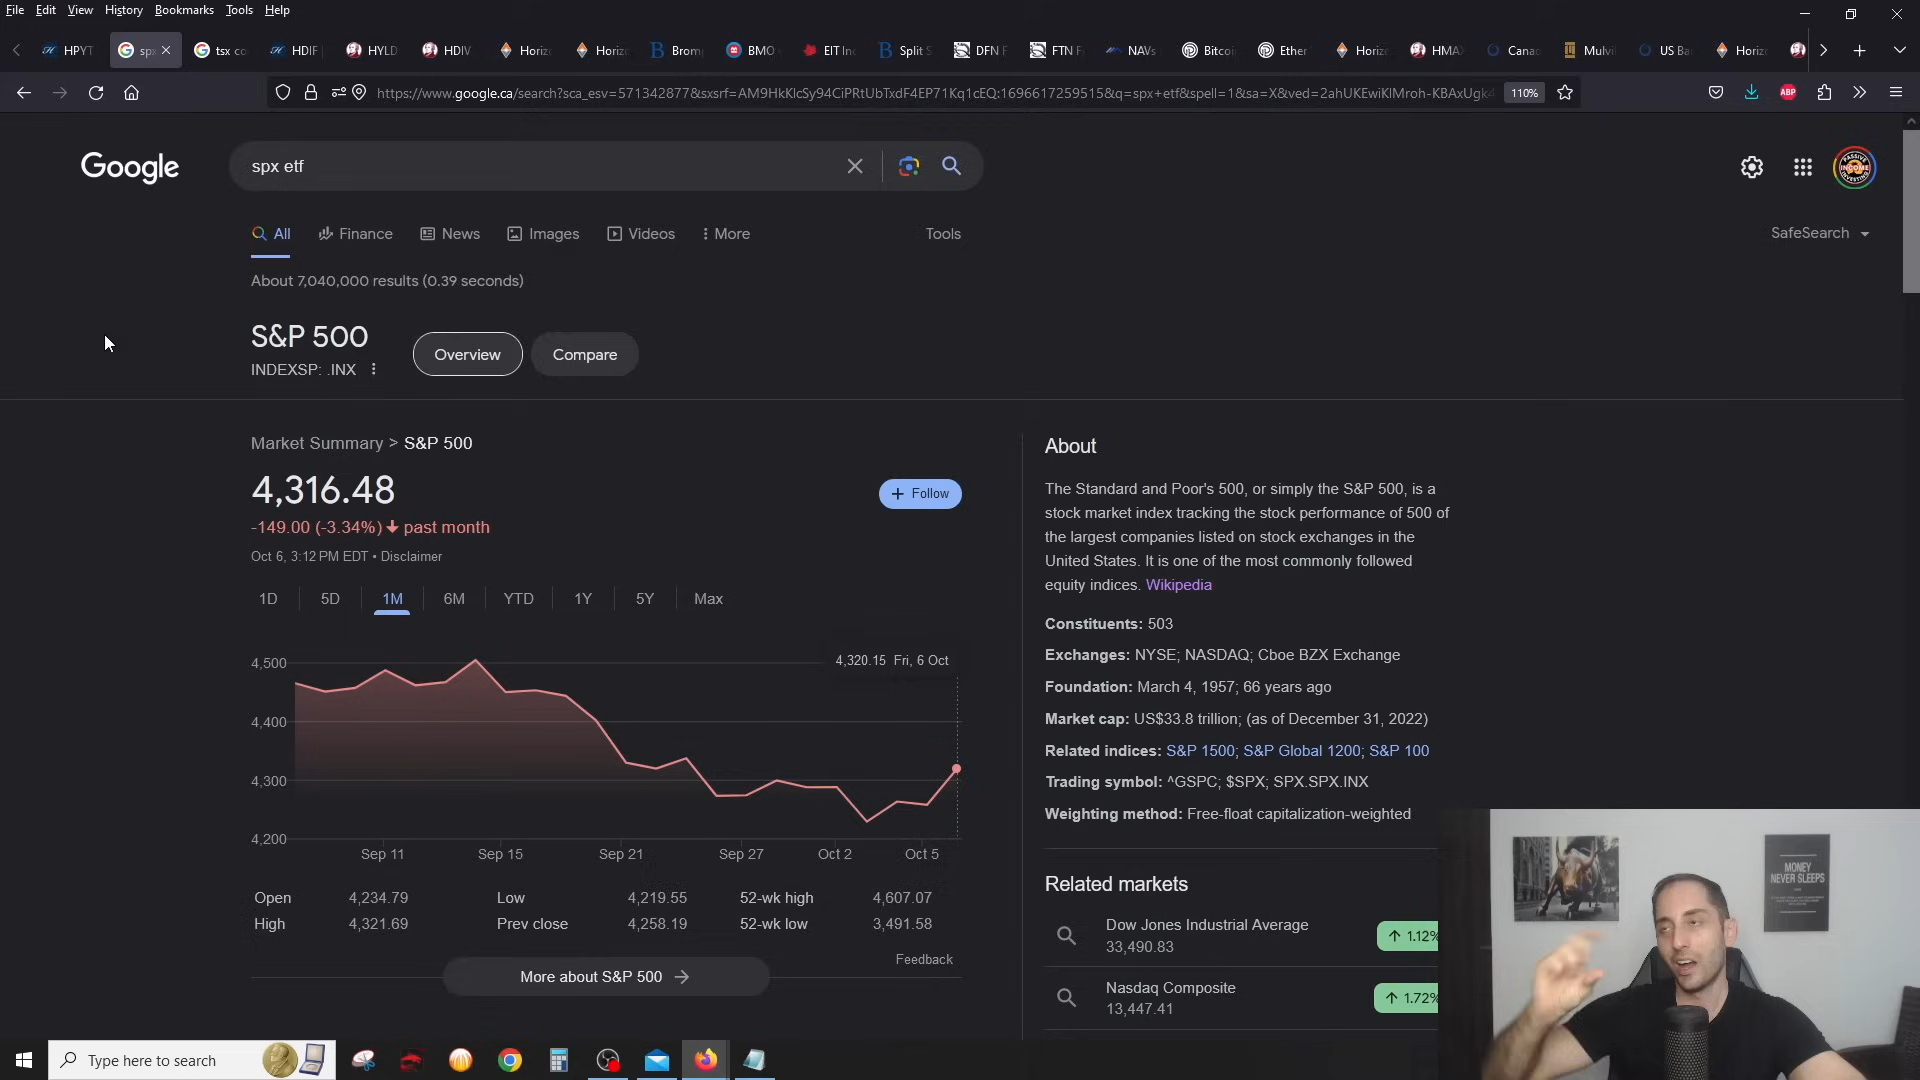 File Edit View History Bookmarks Tools Help
HPYT
spx
tsx co
HDIF
HYLD
HDIV
Horiz
Horiz
Bromp
BMO
EIT In
Split S
DFN F
FTN F
NAVs
Bitcoi
Ether
Horiz
HMAX
Cana
Mulvi
US Ba
Horiz
https://www.google.ca/search?sca_esv=571342877&sxsrf=AM9HkKlcSy94CiPRtUbTxdF4EP71Kq1cEQ:1696617259515&q=spx+etf&spell=1&sa=X&ved=2ahUKEwiKlMroh-KBAxUgk4
110%
ABP
Google
spx etf
PASSIVE INCOME INVESTING
All Finance News Images Videos More Tools
SafeSearch
About 7,040,000 results (0.39 seconds)
S&P 500
INDEXSP: .INX
Overview
Compare
Market Summary > S&P 500
4,316.48
+ Follow
-149.00 (-3.34%) past month
Oct 6, 3:12 PM EDT • Disclaimer
1D 5D 1M 6M YTD 1Y 5Y Max
4,320.15 Fri, 6 Oct
4,500
4,400
4,300
4,200
Sep 11 Sep 15 Sep 21 Sep 27 Oct 2 Oct 5
Open 4,234.79 Low 4,219.55 52-wk high 4,607.07
High 4,321.69 Prev close 4,258.19 52-wk low 3,491.58
Feedback
More about S&P 500
About
The Standard and Poor's 500, or simply the S&P 500, is a
stock market index tracking the stock performance of 500 of
the largest companies listed on stock exchanges in the
United States. It is one of the most commonly followed
equity indices. Wikipedia
Constituents: 503
Exchanges: NYSE; NASDAQ; Cboe BZX Exchange
Foundation: March 4, 1957; 66 years ago
Market cap: US$33.8 trillion; (as of December 31, 2022)
Related indices: S&P 1500; S&P Global 1200; S&P 100
Trading symbol: ^GSPC; $SPX; SPX.SPX.INX
Weighting method: Free-float capitalization-weighted
Related markets
Dow Jones Industrial Average
33,490.83
1.12%
Nasdaq Composite
13,447.41
1.72%
MONEY
NEVER SLEEPS
Type here to search